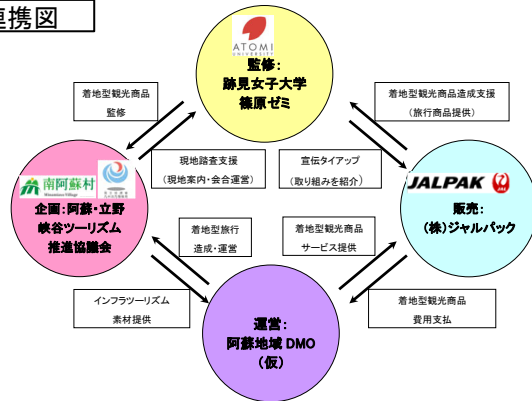 連携図
ATOMI
UNIVERSITY
監修：
跡見女子大学
篠原ゼミ
着地型観光商品
監修
着地型観光商品造成支援
(旅行商品提供)
現地踏査支援
(現地案内・会合運営)
宣伝タイアップ
(取り組みを紹介)
南阿蘇村
企画：阿蘇・立野
峡谷ツーリズム
推進協議会
JALPAK
JAL
販売：
(株)ジャルパック
着地型旅行
造成・運営
着地型観光商品
サービス提供
インフラツーリズム
素材提供
着地型観光商品
費用支払
運営：
阿蘇地域 DMO
(仮)